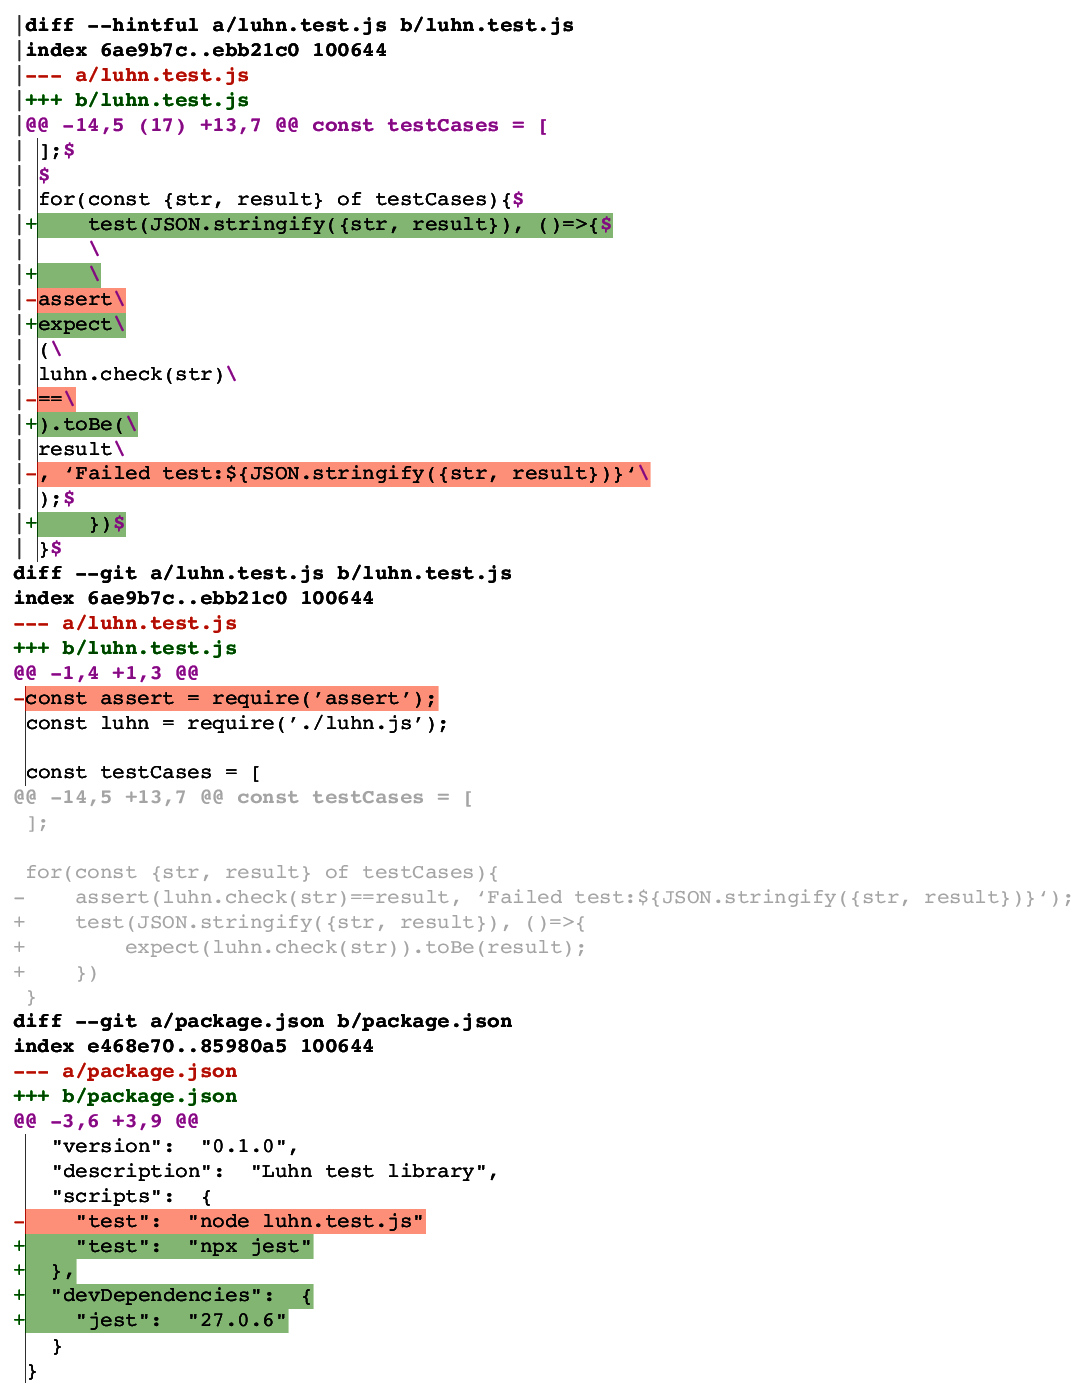 |diff --hintful a/luhn.test.js b/luhn.test.js
|index 6ae9b7c..ebb21c0 100644
|--- a/luhn.test.js
|+++ b/luhn.test.js
|@@ -14,5 (17) +13,7 @@ const testCases = [
| ];$
| $
| for(const {str, result} of testCases){$
|+    test(JSON.stringify({str, result}), ()=>{$
|     \
|+    \
|-assert\
|+expect\
| (\
| luhn.check(str)\
|-==\
|+).toBe(\
| result\
|-, ‘Failed test:${JSON.stringify({str, result})}‘\
| );$
|+    })$
| }$
diff --git a/luhn.test.js b/luhn.test.js
index 6ae9b7c..ebb21c0 100644
--- a/luhn.test.js
+++ b/luhn.test.js
@@ -1,4 +1,3 @@
-const assert = require(’assert’);
 const luhn = require(’./luhn.js’);
 const testCases = [
@@ -14,5 +13,7 @@ const testCases = [
 ];
 for(const {str, result} of testCases){
-    assert(luhn.check(str)==result, ‘Failed test:${JSON.stringify({str, result})}‘);
+    test(JSON.stringify({str, result}), ()=>{
+        expect(luhn.check(str)).toBe(result);
+    })
 }
diff --git a/package.json b/package.json
index e468e70..85980a5 100644
--- a/package.json
+++ b/package.json
@@ -3,6 +3,9 @@
   "version":  "0.1.0",
   "description":  "Luhn test library",
   "scripts":  {
-    "test":  "node luhn.test.js"
+    "test":  "npx jest"
+  },
+  "devDependencies":  {
+    "jest":  "27.0.6"
   }
 }